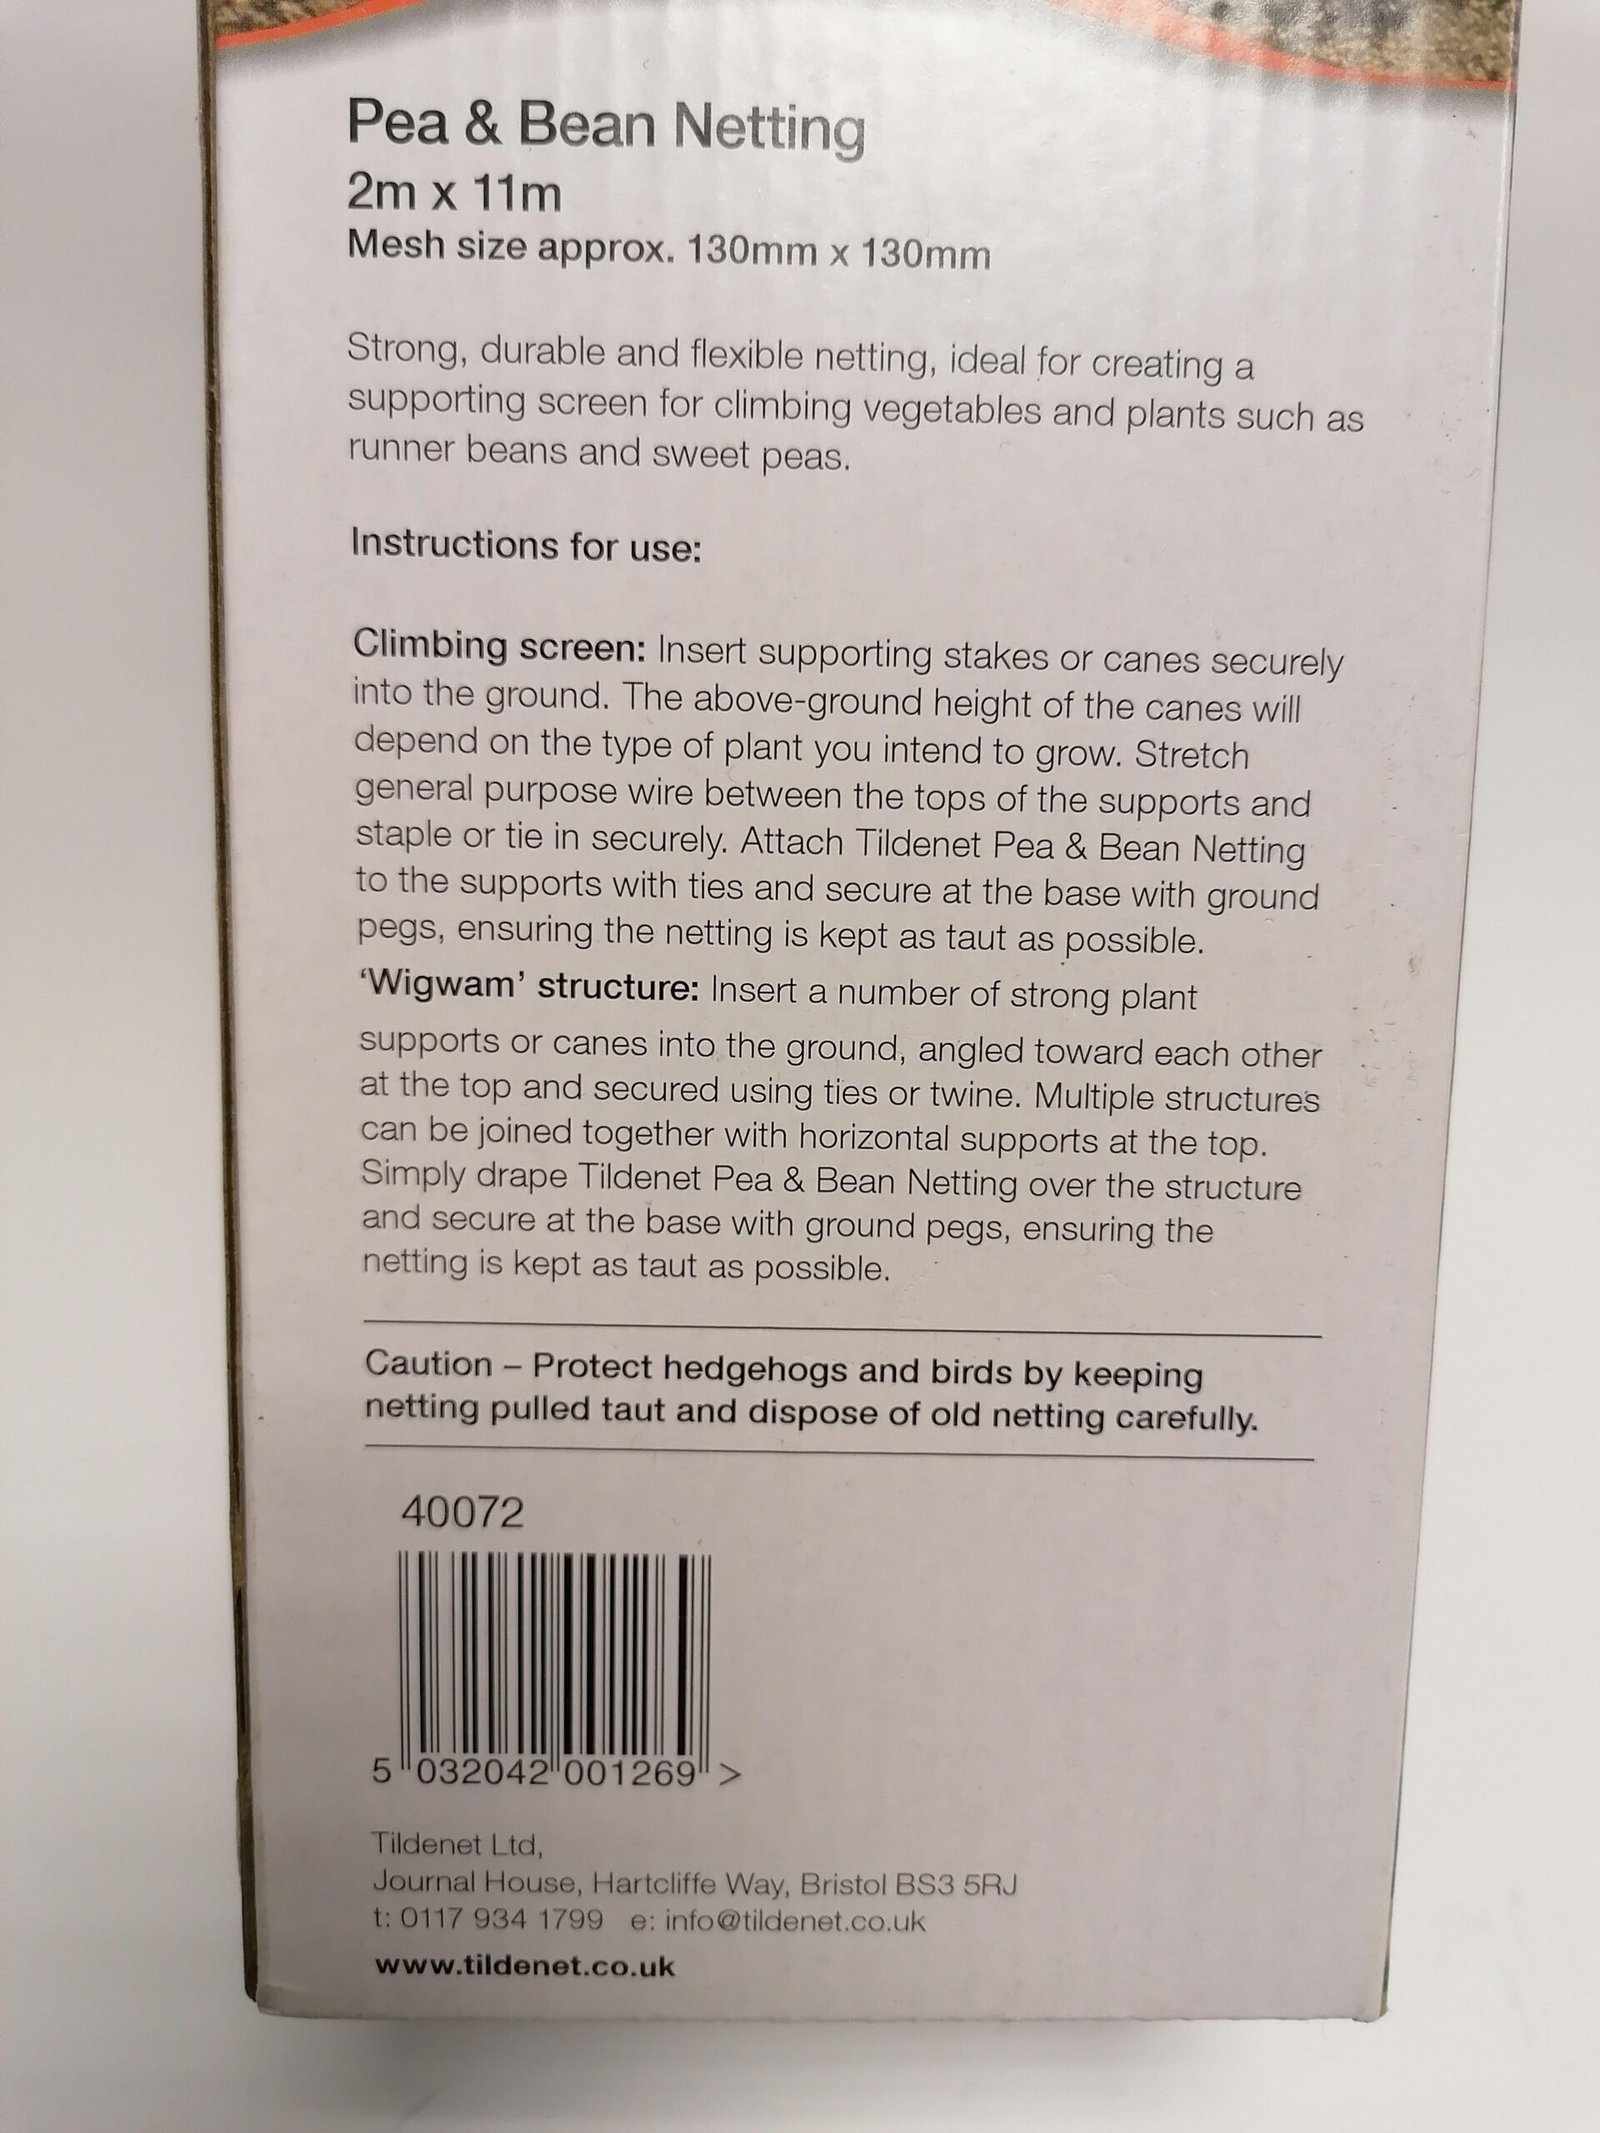 Pea & Bean Netting
2m x 11m
Mesh size approx. 130mm x 130mm
Strong, durable and flexible netting, ideal for creating a
supporting screen for climbing vegetables and plants such as
runner beans and sweet peas.
Instructions for use:
Climbing screen: Insert supporting stakes or canes securely
into the ground. The above-ground height of the canes will
depend on the type of plant you intend to grow. Stretch
general purpose wire between the tops of the supports and
staple or tie in securely. Attach Tildenet Pea & Bean Netting
to the supports with ties and secure at the base with ground
pegs, ensuring the netting is kept as taut as possible.
‘Wigwam’ structure: Insert a number of strong plant
supports or canes into the ground, angled toward each other
at the top and secured using ties or twine. Multiple structures
can be joined together with horizontal supports at the top.
Simply drape Tildenet Pea & Bean Netting over the structure
and secure at the base with ground pegs, ensuring the
netting is kept as taut as possible.
Caution – Protect hedgehogs and birds by keeping
netting pulled taut and dispose of old netting carefully.
40072
5 032042 001269 >
Tildenet Ltd,
Journal House, Hartcliffe Way, Bristol BS3 5RJ
t: 0117 934 1799 e: info@tildenet.co.uk
www.tildenet.co.uk